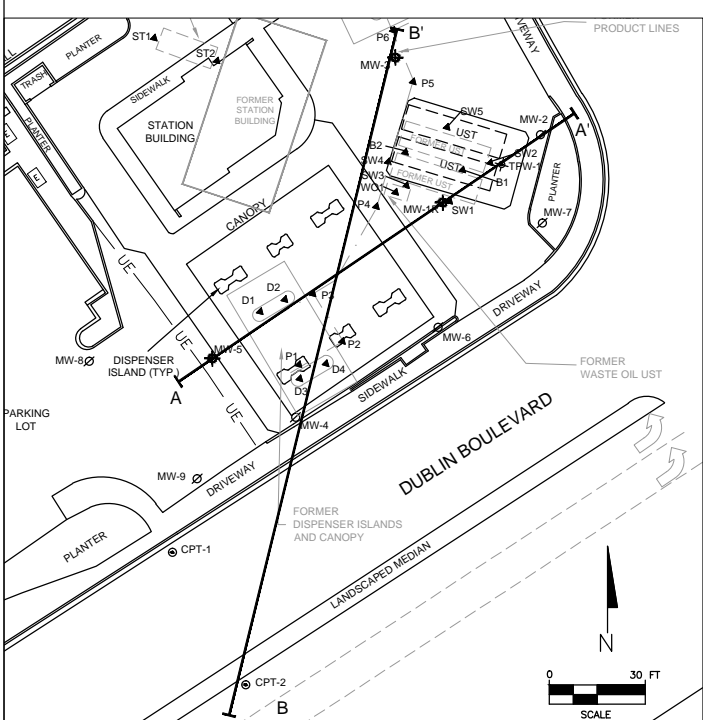 B'
P6
PRODUCT LINES
DRIVEWAY
PLANTER
ST1
ST2
MW-3
TRASH
SIDEWALK
P5
FORMER
STATION
BUILDING
SW5
MW-2
A'
STATION
BUILDING
UST
FORMER UST
B2
SW4
SW2
UST
TPW-1
PLANTER
E
SW3
FORMER UST
B1
WO1
E
PLANTER
CANOPY
P4
MW-1R
SW1
MW-7
UE
D2
D1
P3
DRIVEWAY
UE
MW-5
MW-8
DISPENSER
ISLAND (TYP.)
P1
P2
MW-6
A
D3
D4
FORMER
WASTE OIL UST
SIDEWALK
UE
PARKING
LOT
MW-4
DUBLIN BOULEVARD
MW-9
DRIVEWAY
FORMER
DISPENSER ISLANDS
AND CANOPY
PLANTER
CPT-1
LANDSCAPED MEDIAN
N
CPT-2
B
0 30 FT
SCALE